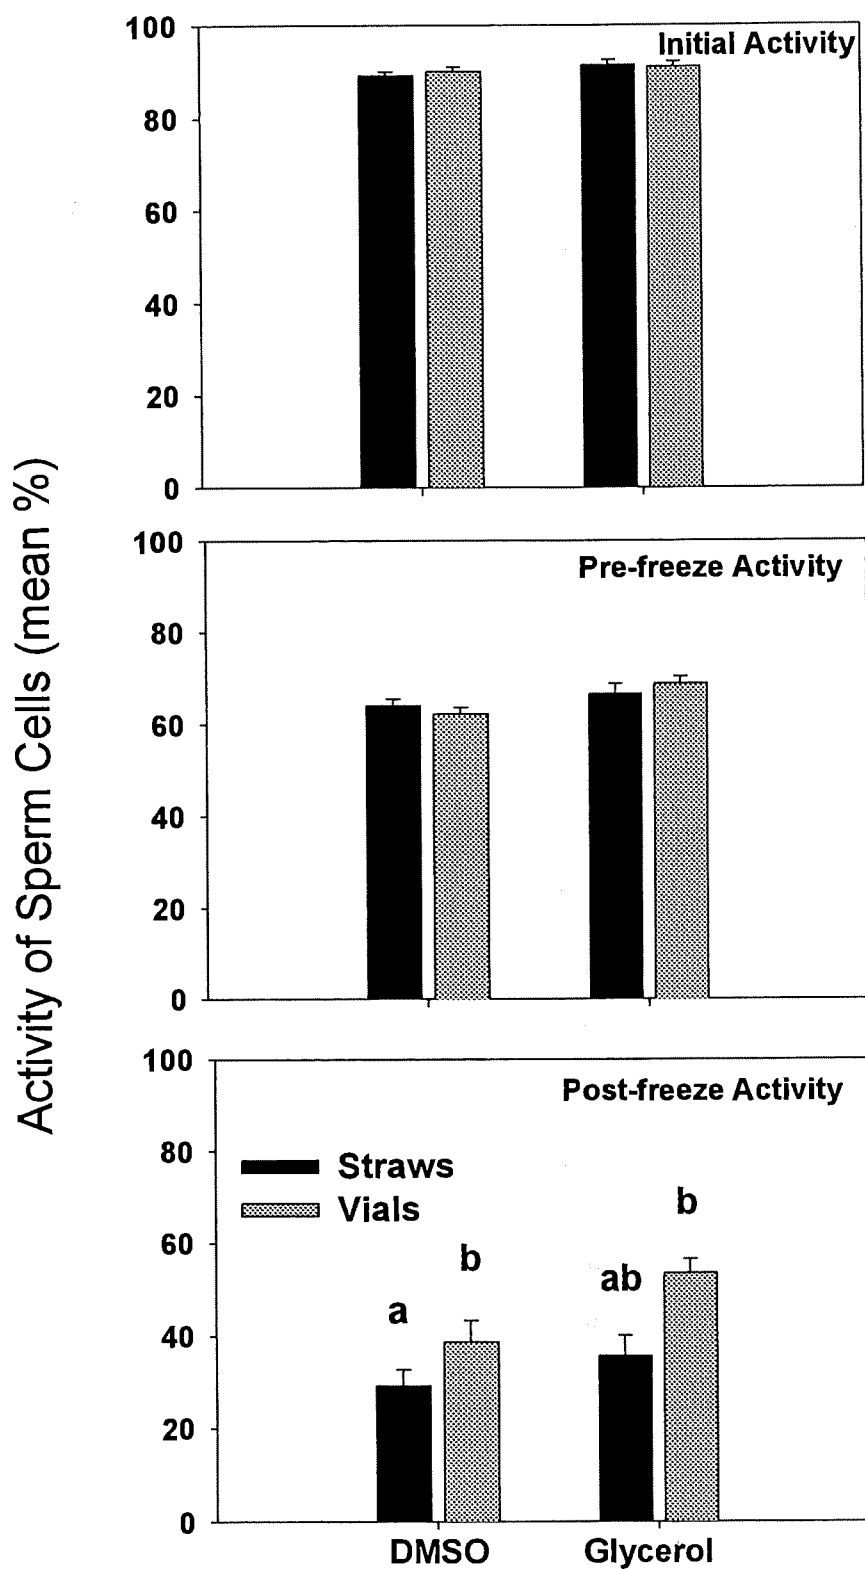 Activity of Sperm Cells (mean %)
Initial Activity
100
80
60
40
20
0
Pre-freeze Activity
100
80
60
40
20
0
Post-freeze Activity
100
80
60
40
20
0
Straws
Vials
a
b
ab
b
DMSO
Glycerol